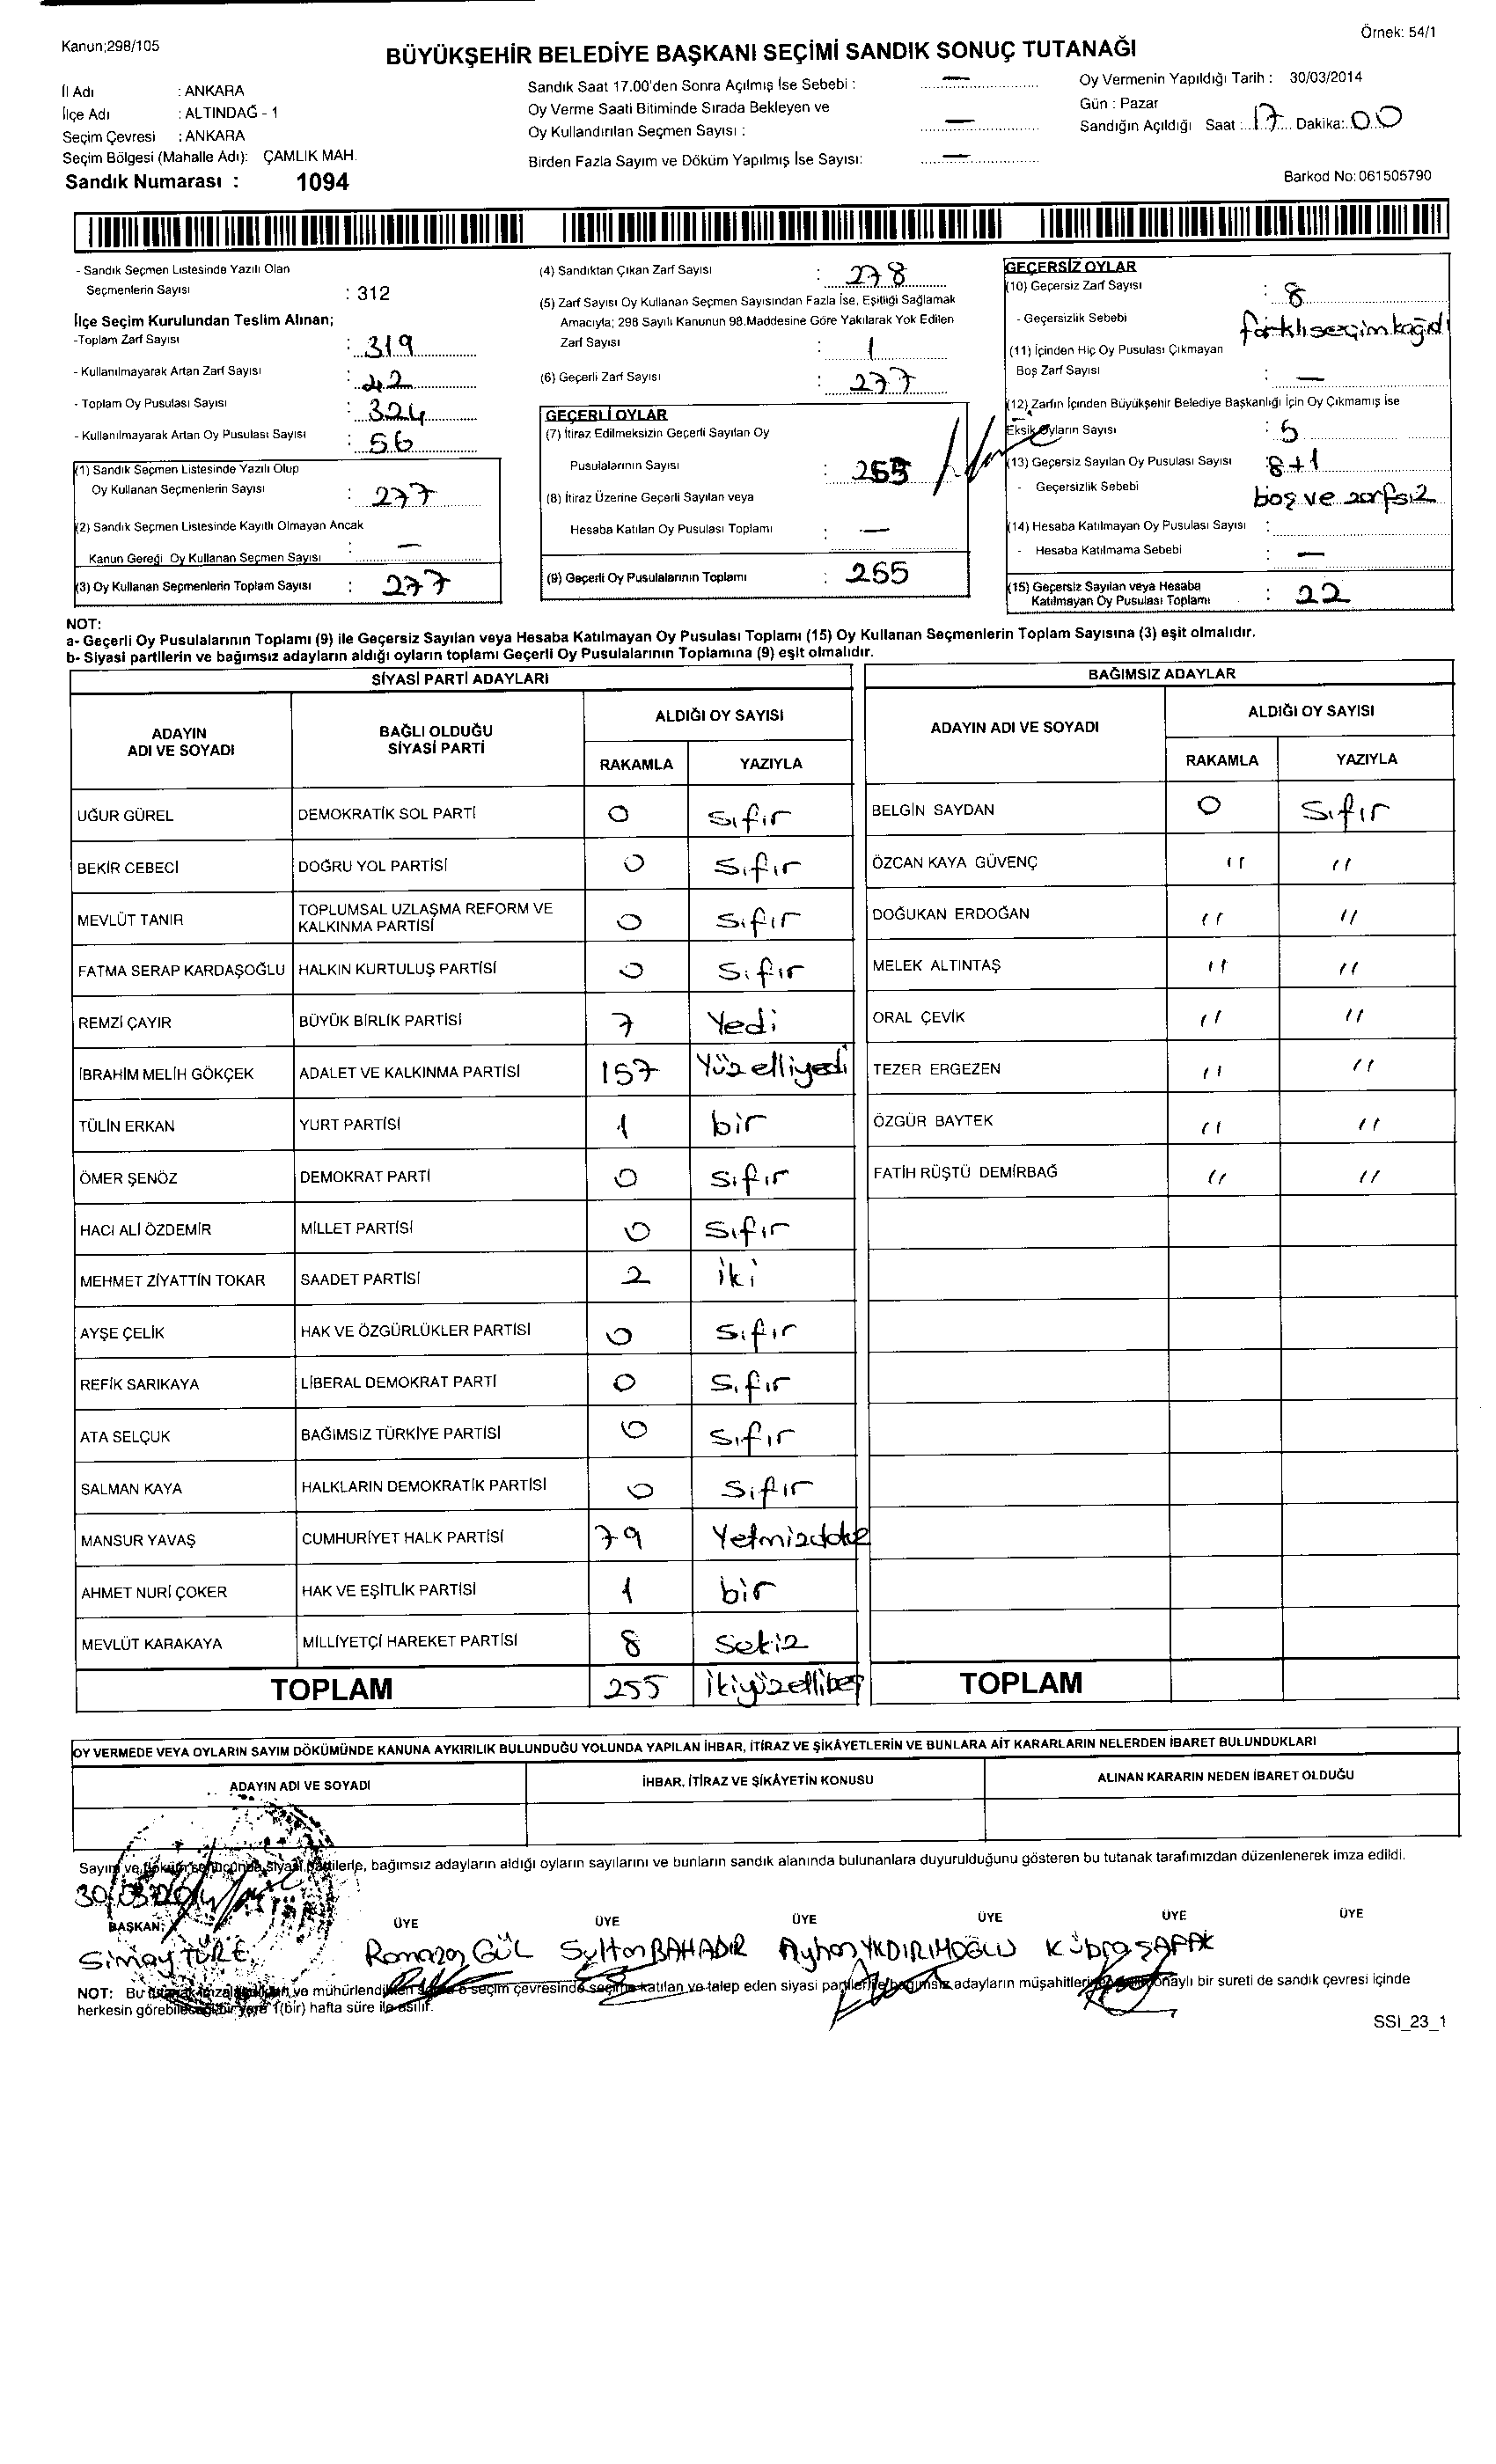 Kanun;298/105
Örnek: 54/1
BÜYÜKŞEHİR BELEDİYE BAŞKANI SEÇİMİ SANDIK SONUÇ TUTANAĞI
İl Adı : ANKARA
İlçe Adı : ALTINDAĞ - 1
Seçim Çevresi : ANKARA
Seçim Bölgesi (Mahalle Adı): ÇAMLIK MAH.
Sandık Numarası : 1094
Sandık Saat 17.00'den Sonra Açılmış İse Sebebi : —
Oy Verme Saati Bitiminde Sırada Bekleyen ve
Oy Kullandırılan Seçmen Sayısı : —
Birden Fazla Sayım ve Döküm Yapılmış İse Sayısı: —
Oy Vermenin Yapıldığı Tarih : 30/03/2014
Gün : Pazar
Sandığın Açıldığı Saat : 17 Dakika: 00
Barkod No: 061505790
- Sandık Seçmen Listesinde Yazılı Olan
Seçmenlerin Sayısı : 312
İlçe Seçim Kurulundan Teslim Alınan;
-Toplam Zarf Sayısı : 319
- Kullanılmayarak Artan Zarf Sayısı : 42
- Toplam Oy Pusulası Sayısı : 324
- Kullanılmayarak Artan Oy Pusulası Sayısı : 56
(1) Sandık Seçmen Listesinde Yazılı Olup
Oy Kullanan Seçmenlerin Sayısı : 277
(2) Sandık Seçmen Listesinde Kayıtlı Olmayan Ancak
Kanun Gereği Oy Kullanan Seçmen Sayısı : —
(3) Oy Kullanan Seçmenlerin Toplam Sayısı : 277
(4) Sandıktan Çıkan Zarf Sayısı : 278
(5) Zarf Sayısı Oy Kullanan Seçmen Sayısından Fazla İse, Eşitliği Sağlamak
Amacıyla; 298 Sayılı Kanunun 98.Maddesine Göre Yakılarak Yok Edilen
Zarf Sayısı : 1
(6) Geçerli Zarf Sayısı : 277
GEÇERLİ OYLAR
(7) İtiraz Edilmeksizin Geçerli Sayılan Oy
Pusulalarının Sayısı : 255
(8) İtiraz Üzerine Geçerli Sayılan veya
Hesaba Katılan Oy Pusulası Toplamı : —
(9) Geçerli Oy Pusulalarının Toplamı : 255
GEÇERSİZ OYLAR
(10) Geçersiz Zarf Sayısı : 8
- Geçersizlik Sebebi farklı seçim kağıdı
(11) İçinden Hiç Oy Pusulası Çıkmayan
Boş Zarf Sayısı : —
(12) Zarfın İçinden Büyükşehir Belediye Başkanlığı İçin Oy Çıkmamış İse
Eksik Oyların Sayısı : 5
(13) Geçersiz Sayılan Oy Pusulası Sayısı : 8+1
- Geçersizlik Sebebi boş ve zarfsız
(14) Hesaba Katılmayan Oy Pusulası Sayısı :
- Hesaba Katılmama Sebebi : —
(15) Geçersiz Sayılan veya Hesaba
Katılmayan Oy Pusulası Toplamı : 22
NOT:
a- Geçerli Oy Pusulalarının Toplamı (9) ile Geçersiz Sayılan veya Hesaba Katılmayan Oy Pusulası Toplamı (15) Oy Kullanan Seçmenlerin Toplam Sayısına (3) eşit olmalıdır.
b- Siyasi partilerin ve bağımsız adayların aldığı oyların toplamı Geçerli Oy Pusulalarının Toplamına (9) eşit olmalıdır.
SİYASİ PARTİ ADAYLARI
ADAYIN
ADI VE SOYADI
BAĞLI OLDUĞU
SİYASİ PARTİ
ALDIĞI OY SAYISI
RAKAMLA YAZIYLA
UĞUR GÜREL DEMOKRATİK SOL PARTİ 0 sıfır
BEKİR CEBECİ DOĞRU YOL PARTİSİ 0 sıfır
MEVLÜT TANIR TOPLUMSAL UZLAŞMA REFORM VE
KALKINMA PARTİSİ 0 sıfır
FATMA SERAP KARDAŞOĞLU HALKIN KURTULUŞ PARTİSİ 0 sıfır
REMZİ ÇAYIR BÜYÜK BİRLİK PARTİSİ 7 Yedi
İBRAHİM MELİH GÖKÇEK ADALET VE KALKINMA PARTİSİ 157 Yüzelliyedi
TÜLİN ERKAN YURT PARTİSİ 1 bir
ÖMER ŞENÖZ DEMOKRAT PARTİ 0 sıfır
HACI ALİ ÖZDEMİR MİLLET PARTİSİ 0 sıfır
MEHMET ZİYATTİN TOKAR SAADET PARTİSİ 2 iki
AYŞE ÇELİK HAK VE ÖZGÜRLÜKLER PARTİSİ 0 sıfır
REFİK SARIKAYA LİBERAL DEMOKRAT PARTİ 0 sıfır
ATA SELÇUK BAĞIMSIZ TÜRKİYE PARTİSİ 0 sıfır
SALMAN KAYA HALKLARIN DEMOKRATİK PARTİSİ 0 sıfır
MANSUR YAVAŞ CUMHURİYET HALK PARTİSİ 79
AHMET NURİ ÇOKER HAK VE EŞİTLİK PARTİSİ 1 bir
MEVLÜT KARAKAYA MİLLİYETÇİ HAREKET PARTİSİ 8 Sekiz
TOPLAM 255 ikiyüzellibeş
BAĞIMSIZ ADAYLAR
ADAYIN ADI VE SOYADI
ALDIĞI OY SAYISI
RAKAMLA YAZIYLA
BELGİN SAYDAN 0 Sıfır
ÖZCAN KAYA GÜVENÇ " "
DOĞUKAN ERDOĞAN " "
MELEK ALTINTAŞ " "
ORAL ÇEVİK " "
TEZER ERGEZEN " "
ÖZGÜR BAYTEK " "
FATİH RÜŞTÜ DEMİRBAĞ " "
TOPLAM
OY VERMEDE VEYA OYLARIN SAYIM DÖKÜMÜNDE KANUNA AYKIRILIK BULUNDUĞU YOLUNDA YAPILAN İHBAR, İTİRAZ VE ŞİKÂYETLERİN VE BUNLARA AİT KARARLARIN NELERDEN İBARET BULUNDUKLARI
ADAYIN ADI VE SOYADI İHBAR, İTİRAZ VE ŞİKÂYETİN KONUSU ALINAN KARARIN NEDEN İBARET OLDUĞU
Sayım ve döküm sonucunda siyasi partilerle, bağımsız adayların aldığı oyların sayılarını ve bunların sandık alanında bulunanlara duyurulduğunu gösteren bu tutanak tarafımızdan düzenlenerek imza edildi.
30/03/2014
BAŞKAN ÜYE ÜYE ÜYE ÜYE ÜYE ÜYE
Simay TÜRE Ramazan GÜL Sultan BAHADIR Ayhan Kübra
NOT: Bu tutanak ve mühürlendikten sonra o seçim çevresinde seçime katılan ve talep eden siyasi partilerle bağımsız adayların müşahitlerine onaylı bir sureti de sandık çevresi içinde
herkesin görebileceği bir yere 1(bir) hafta süre ile asılır.
SSI_23_1